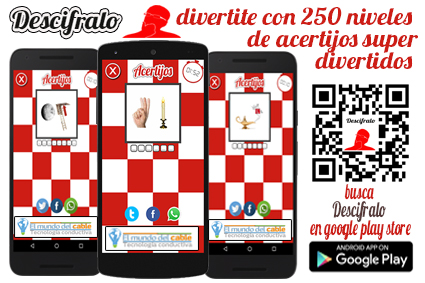 Descifralo
divertite con 250 niveles
de acertijos super
divertidos
Acertijos
El mundo del cable
Tecnología conductiva
Acertijos
El mundo del cable
Tecnología conductiva
Acertijos
El mundo del cable
Tecnología conductiva
Descifralo
busca
Descifralo
en google play store
ANDROID APP ON
Google Play